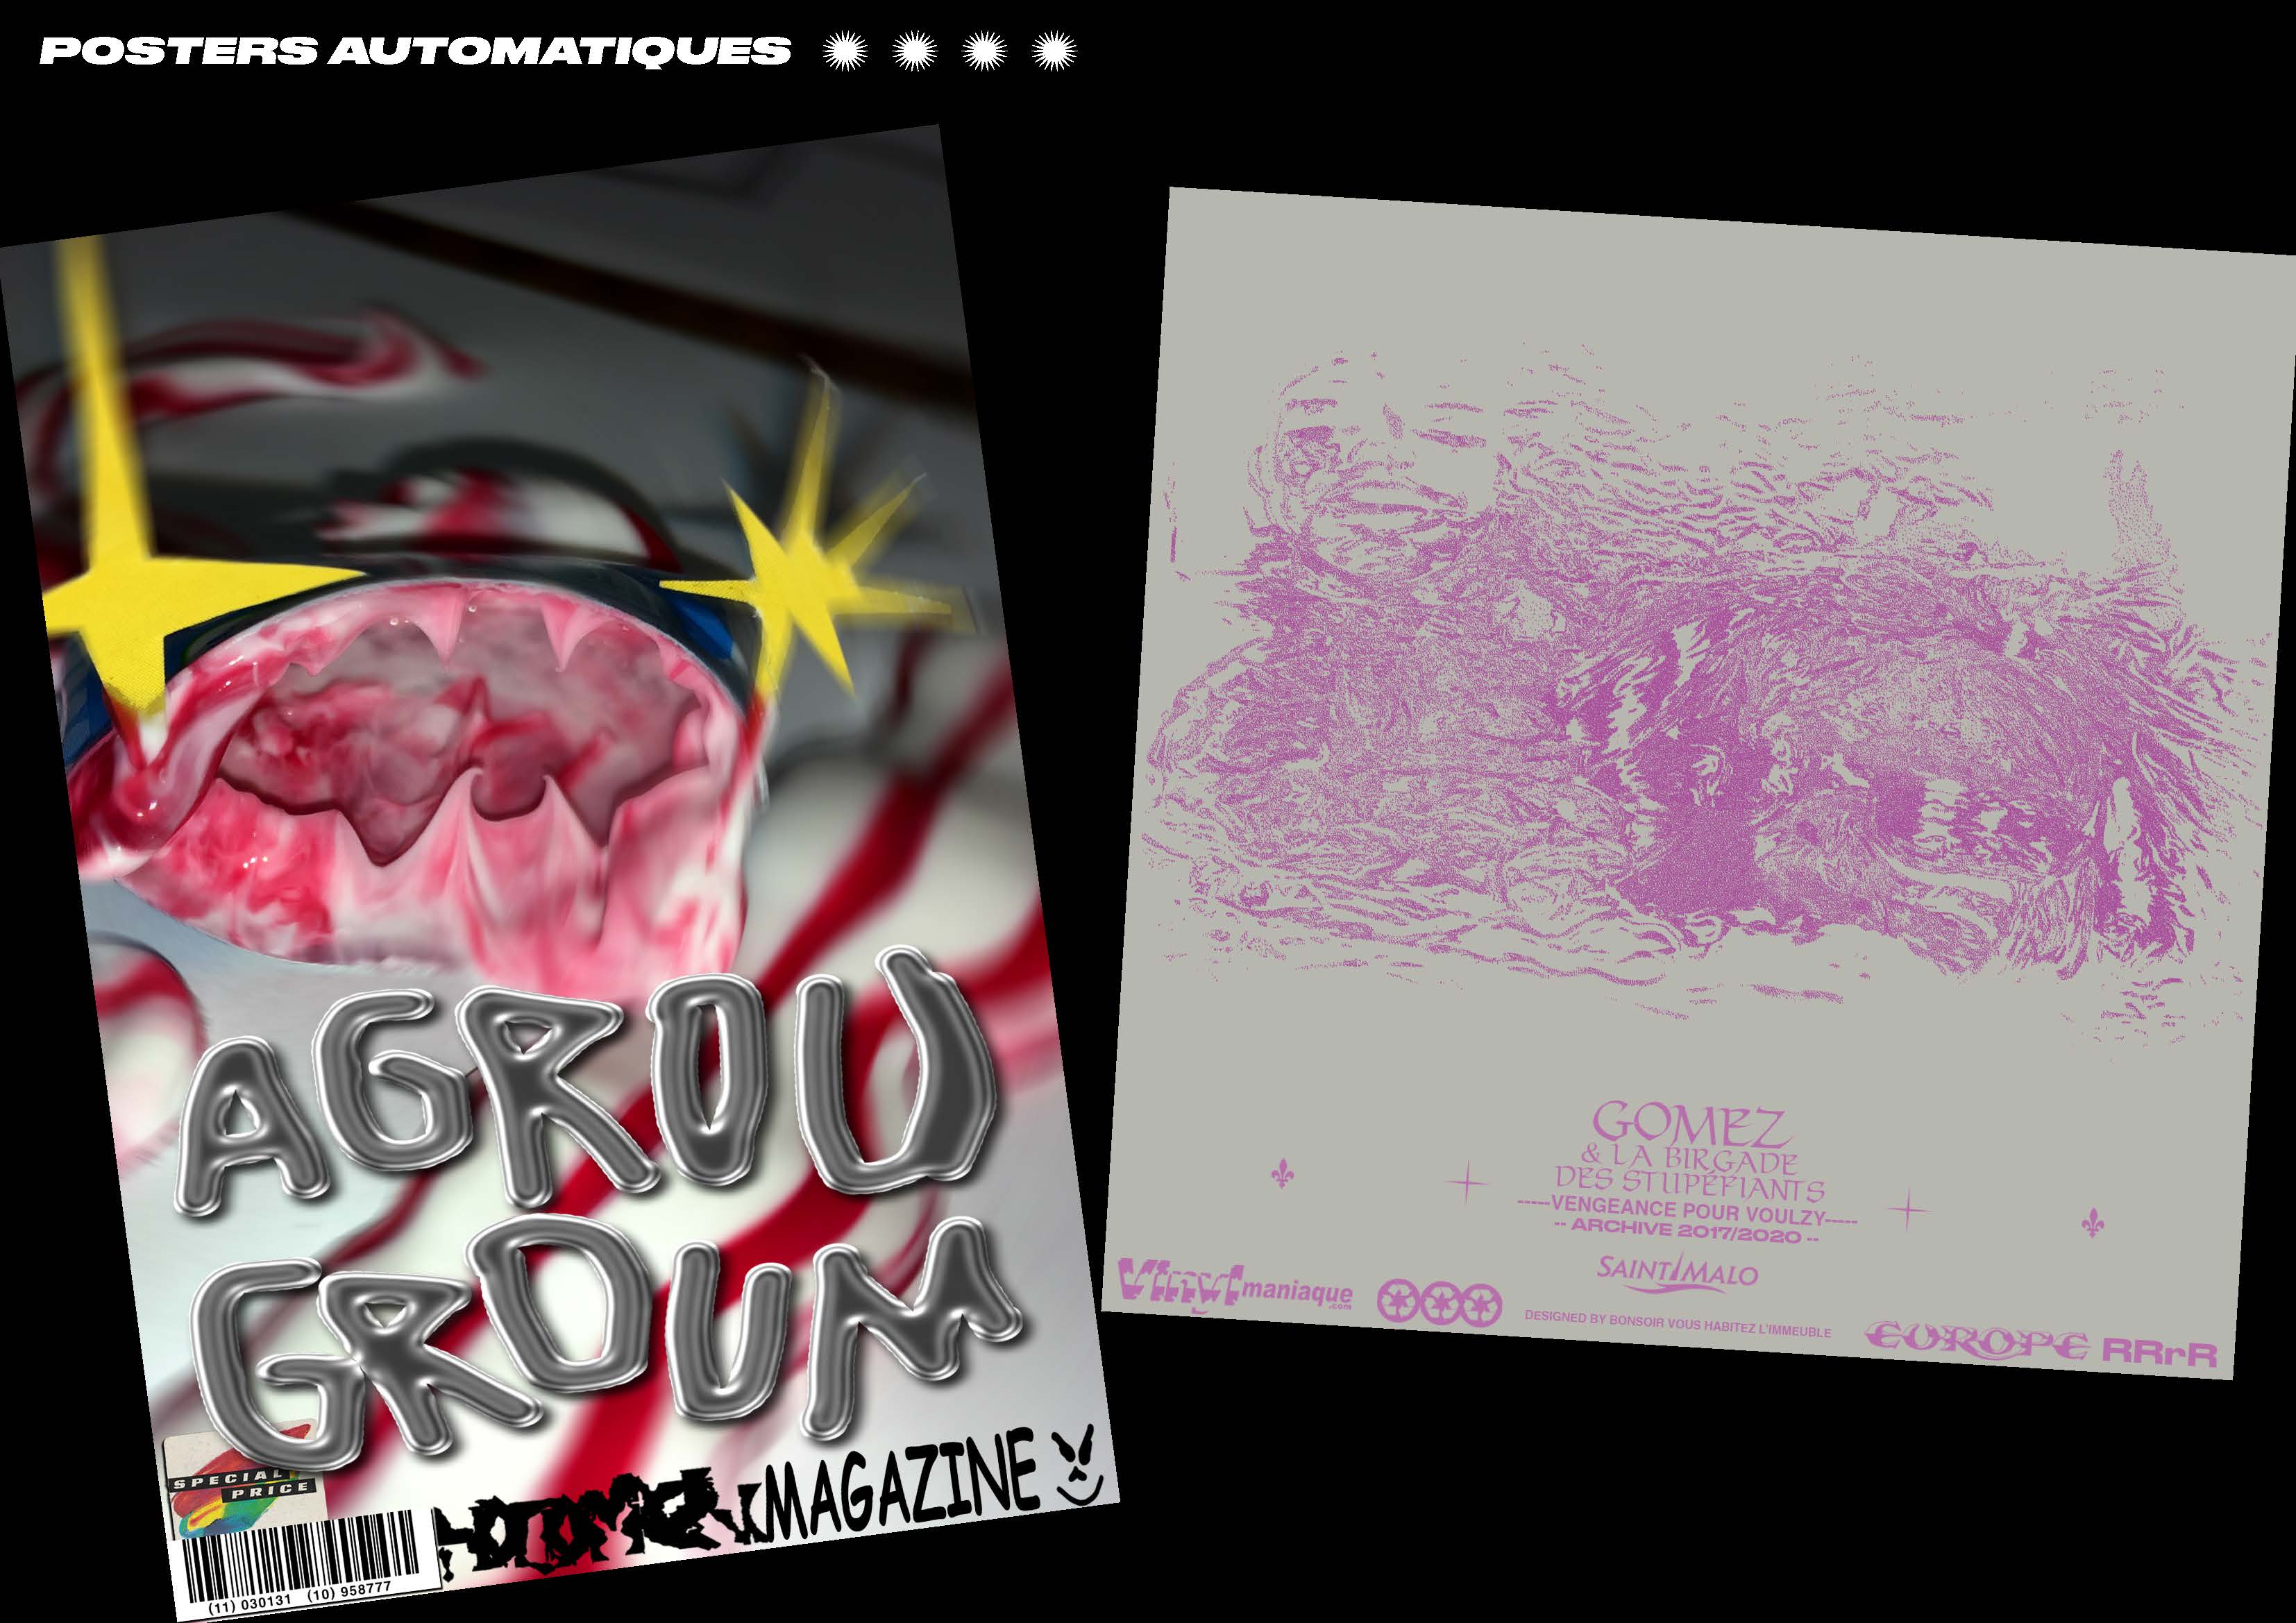 POSTERS AUTOMATIQUES
AGROU
GROUM
SPECIAL
PRICE
MAGAZINE
(11) 030131 (10) 958777
GOMEZ
& LA BIRGADE
DES STUPÉFIANTS
-----VENGEANCE POUR VOULZY-----
-- ARCHIVE 2017/2020 --
SAINT MALO
Vinyl maniaque
.com
DESIGNED BY BONSOIR VOUS HABITEZ L'IMMEUBLE
EUROPE RRrR